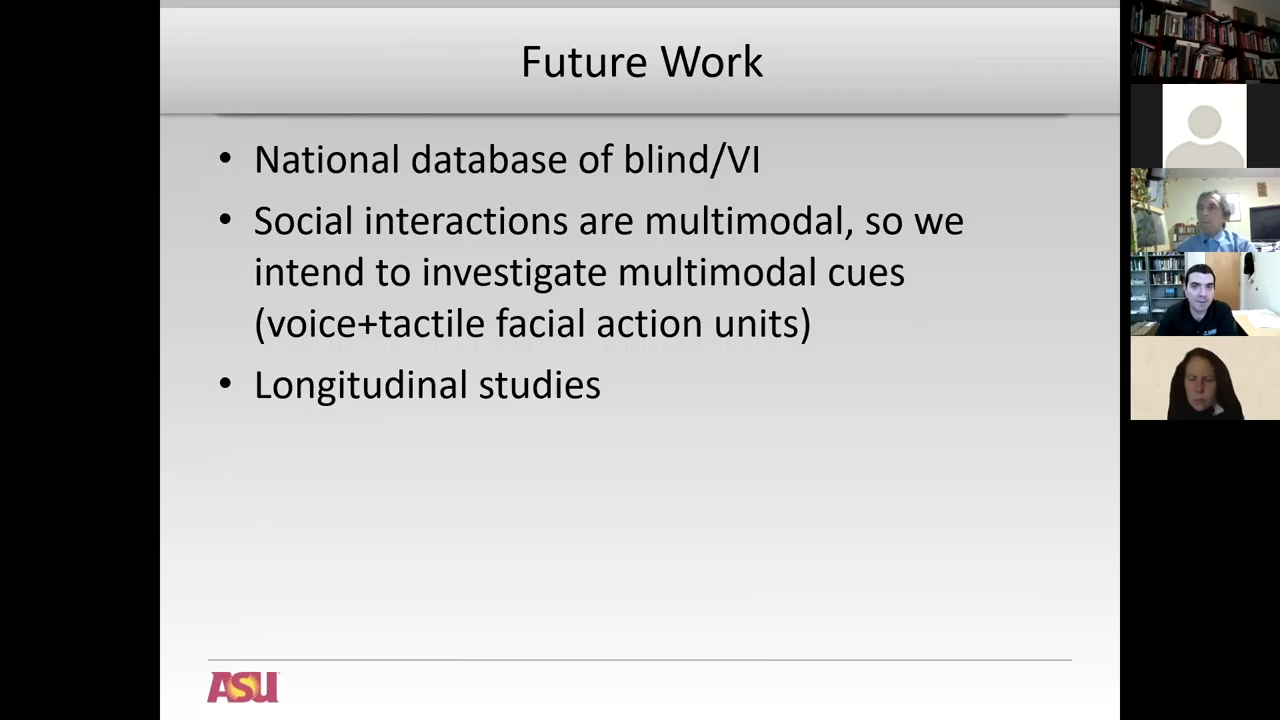 Future Work
• National database of blind/VI
• Social interactions are multimodal, so we
intend to investigate multimodal cues
(voice+tactile facial action units)
• Longitudinal studies
ASU